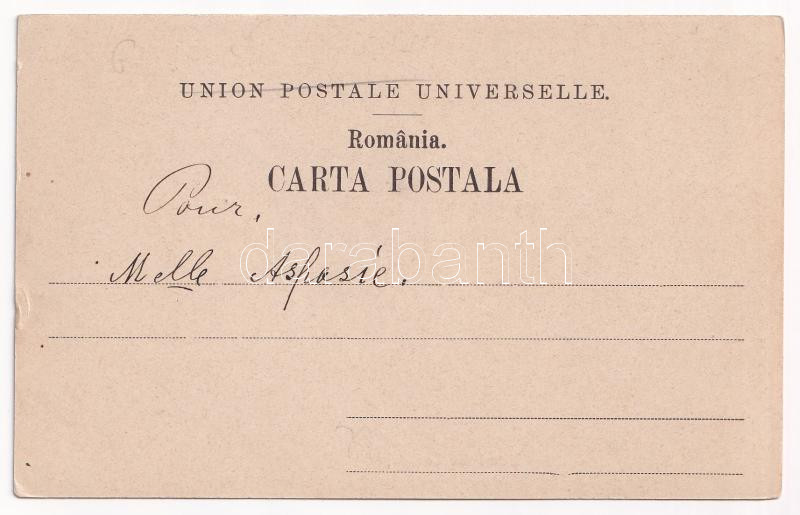 UNION POSTALE UNIVERSELLE.
România.
CARTA POSTALA
Pour,
Melle Aspasie.
darabanth